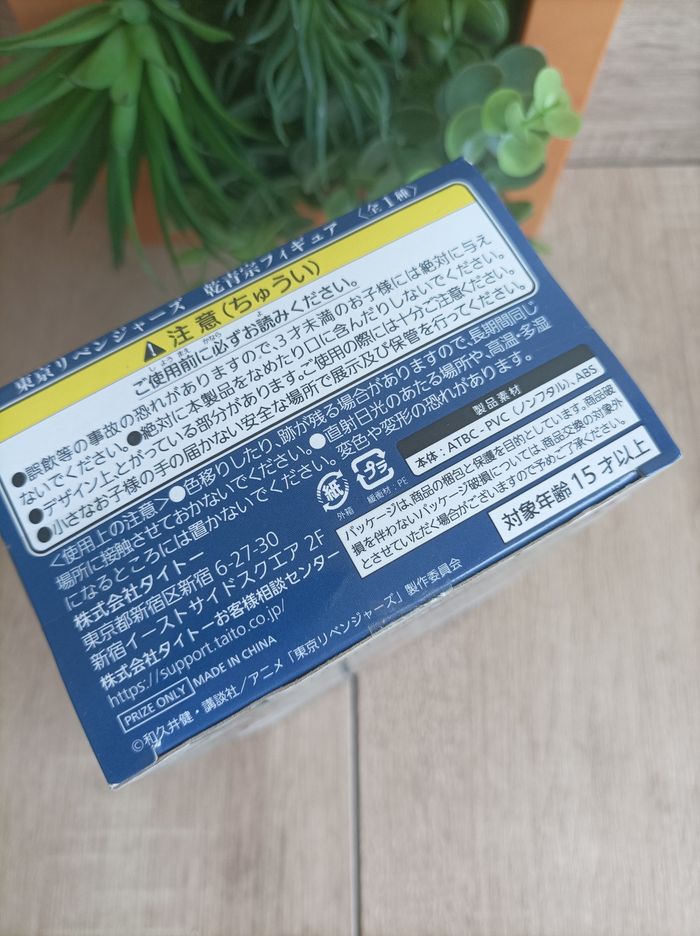 東京リベンジャーズ 乾青宗フィギュア 〈全1種〉
注意(ちゅうい)
しようまえ かなら よ
ご使用前に必ずお読みください。
●誤飲等の事故の恐れがありますので3才未満のお子様には絶対に与え
ないでください。●絶対に本製品をなめたり口に含んだりしないでください。
●デザイン上とがっている部分があります。ご使用の際には十分ご注意ください。
●小さなお子様の手の届かない安全な場所で展示及び保管を行ってください。
<使用上の注意>●色移りしたり、跡が残る場合がありますので、長期間同じ
場所に接触させておかないでください。●直射日光のあたる場所や、高温・多湿
になるところには置かないでください。変色や変形の恐れがあります。
株式会社タイトー
東京都新宿区新宿 6-27-30
新宿イーストサイドスクエア 2F
株式会社タイトーお客様相談センター
https://support.taito.co.jp/
PRIZE ONLY MADE IN CHINA
©和久井健・講談社/アニメ「東京リベンジャーズ」製作委員会
紙
外箱
プラ
緩衝材:PE
製品素材
本体:ATBC-PVC(ノンフタル)、ABS
パッケージは、商品の梱包と保護を目的としています。商品破
損を伴わないパッケージ破損については、商品交換の対象外
とさせていただく場合がございますので予めご了承ください。
対象年齢15才以上